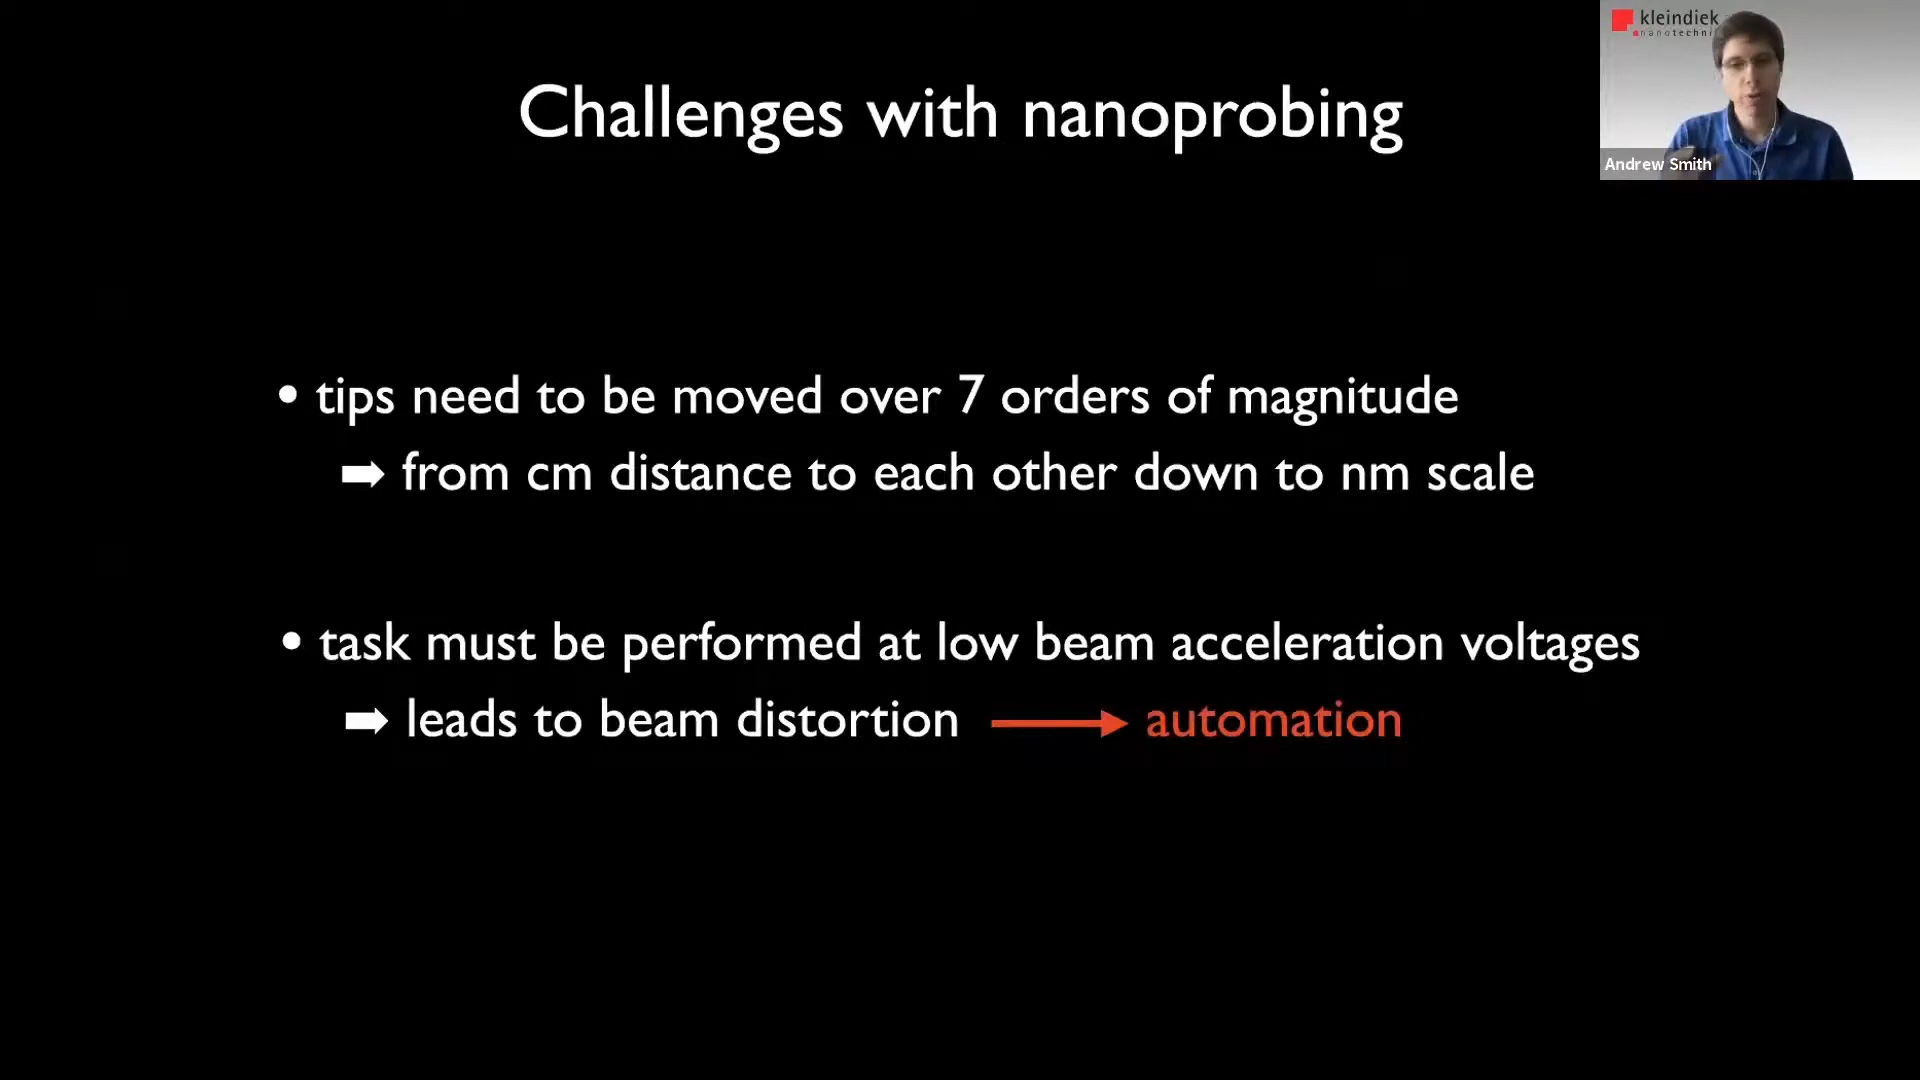 kleindiek
Challenges with nanoprobing
Andrew Smith
• tips need to be moved over 7 orders of magnitude
➡ from cm distance to each other down to nm scale
• task must be performed at low beam acceleration voltages
➡ leads to beam distortion → automation